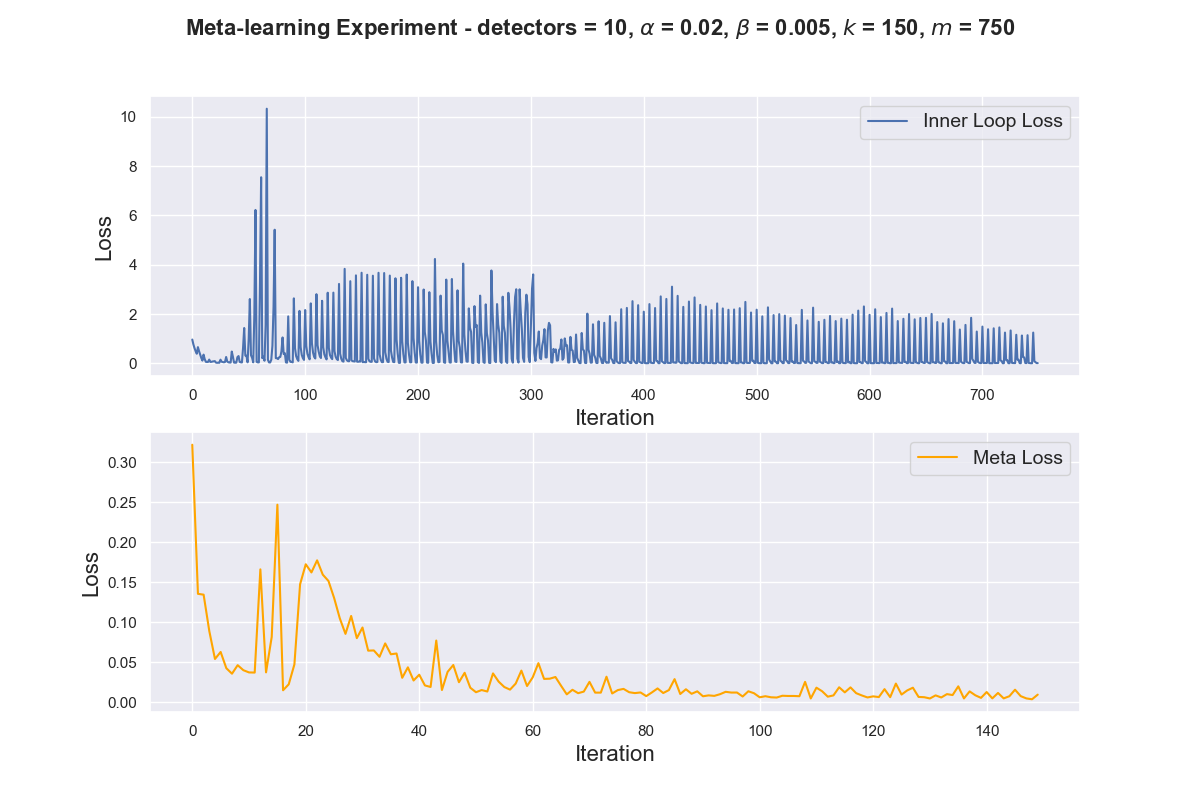 Meta-learning Experiment - detectors = 10, α = 0.02, β = 0.005, k = 150, m = 750
Inner Loop Loss
Loss
10
8
6
4
2
0
0 100 200 300 400 500 600 700
Iteration
Meta Loss
Loss
0.30
0.25
0.20
0.15
0.10
0.05
0.00
0 20 40 60 80 100 120 140
Iteration